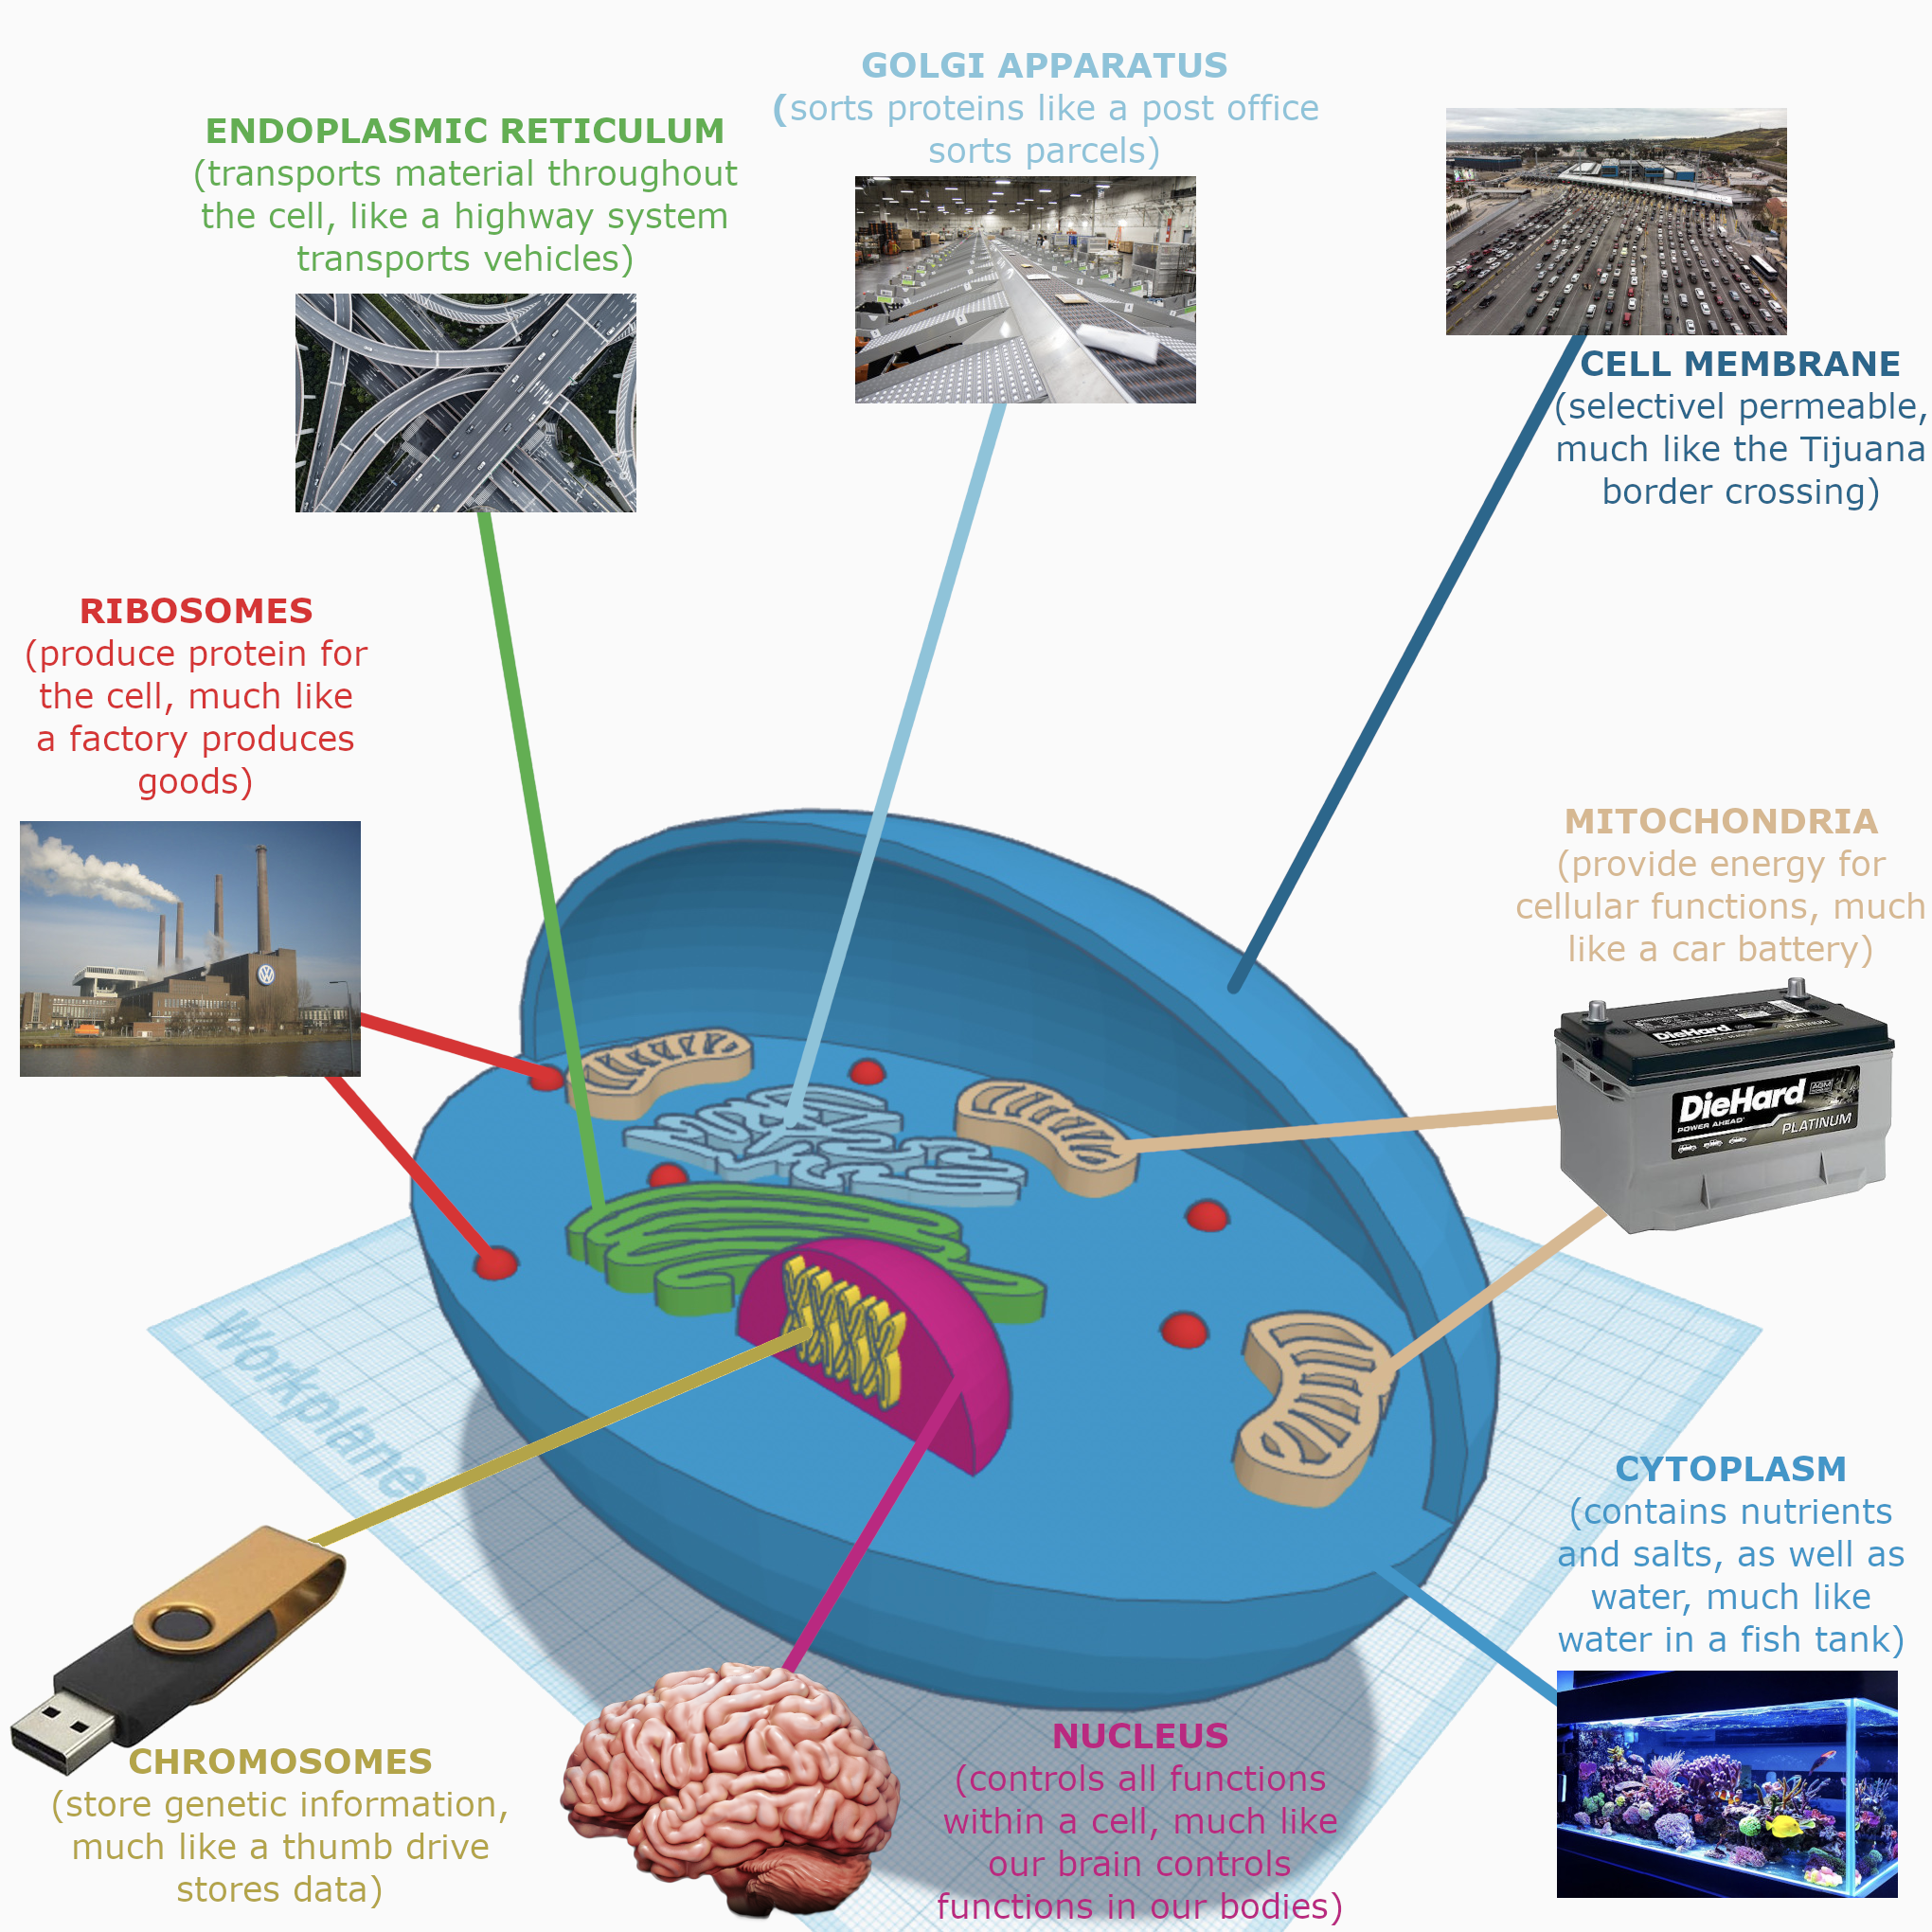 GOLGI APPARATUS
(sorts proteins like a post office
sorts parcels)
ENDOPLASMIC RETICULUM
(transports material throughout
the cell, like a highway system
transports vehicles)
CELL MEMBRANE
(selectivel permeable,
much like the Tijuana
border crossing)
RIBOSOMES
(produce protein for
the cell, much like
a factory produces
goods)
MITOCHONDRIA
(provide energy for
cellular functions, much
like a car battery)
DieHard
PLATINUM
DieHard
POWER AHEAD
AGM
PLATINUM
Workplane
CYTOPLASM
(contains nutrients
and salts, as well as
water, much like
water in a fish tank)
CHROMOSOMES
(store genetic information,
much like a thumb drive
stores data)
NUCLEUS
(controls all functions
within a cell, much like
our brain controls
functions in our bodies)